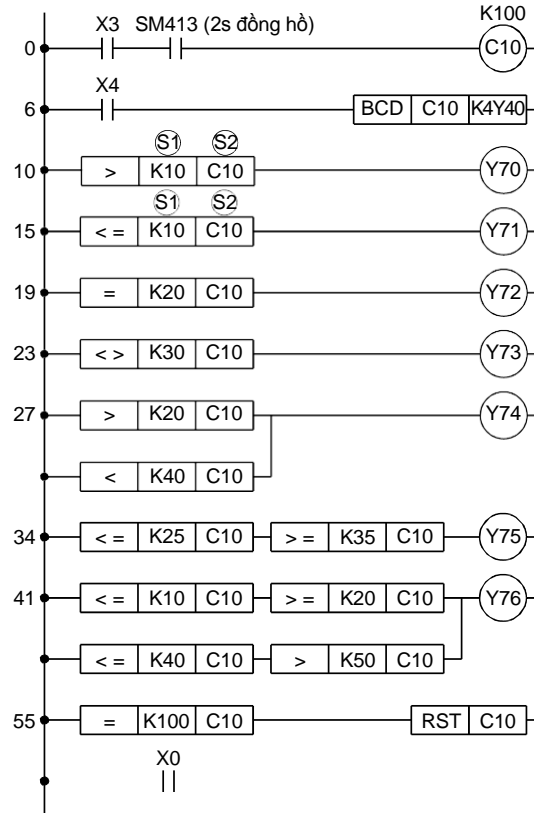 X3 SM413 (2s đồng hồ) K100
0 C10
X4
6 BCD C10 K4Y40
S1 S2
10 > K10 C10 Y70
S1 S2
15 < = K10 C10 Y71
19 = K20 C10 Y72
23 < > K30 C10 Y73
27 > K20 C10 Y74
< K40 C10
34 < = K25 C10 > = K35 C10 Y75
41 < = K10 C10 > = K20 C10 Y76
< = K40 C10 > K50 C10
55 = K100 C10 RST C10
X0